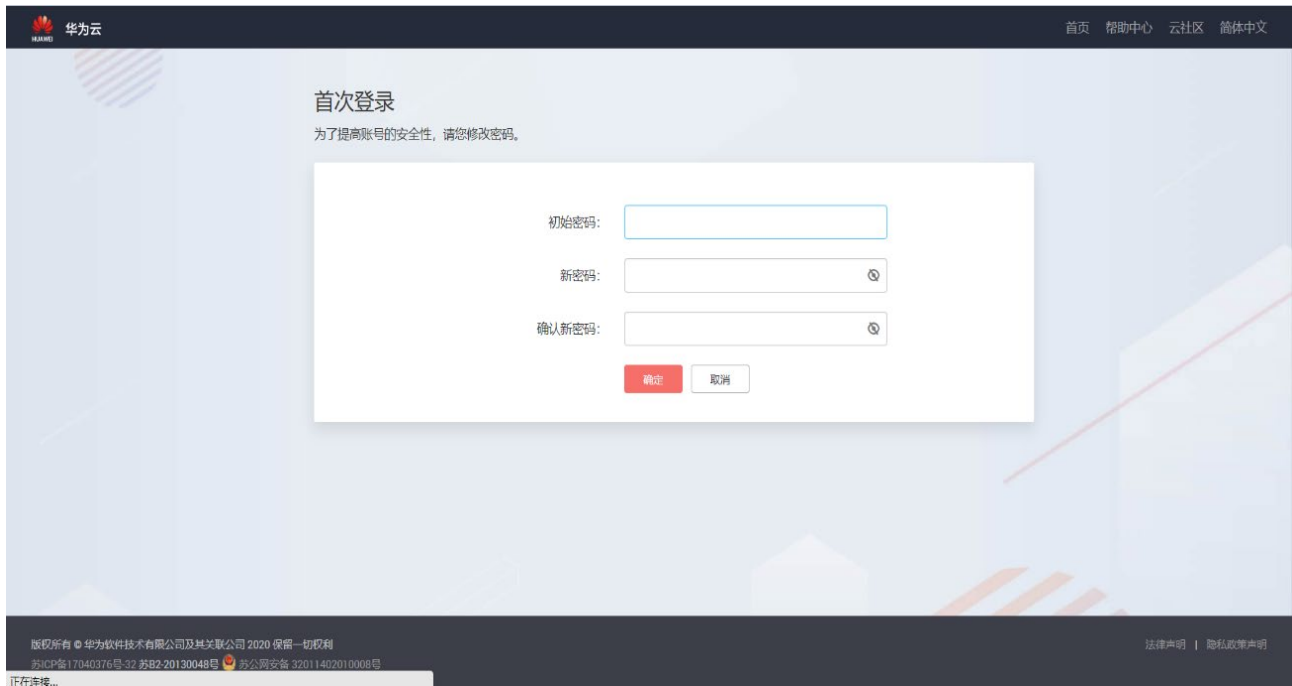 HUAWEI 华为云 首页 帮助中心 云社区 简体中文
首次登录
为了提高账号的安全性，请您修改密码。
初始密码：
新密码：
确认新密码：
确定 取消
版权所有 © 华为软件技术有限公司及其关联公司 2020 保留一切权利 法律声明 | 隐私政策声明
苏ICP备17040376号-32 苏B2-20130048号 苏公网安备 32011402010008号
正在连接...